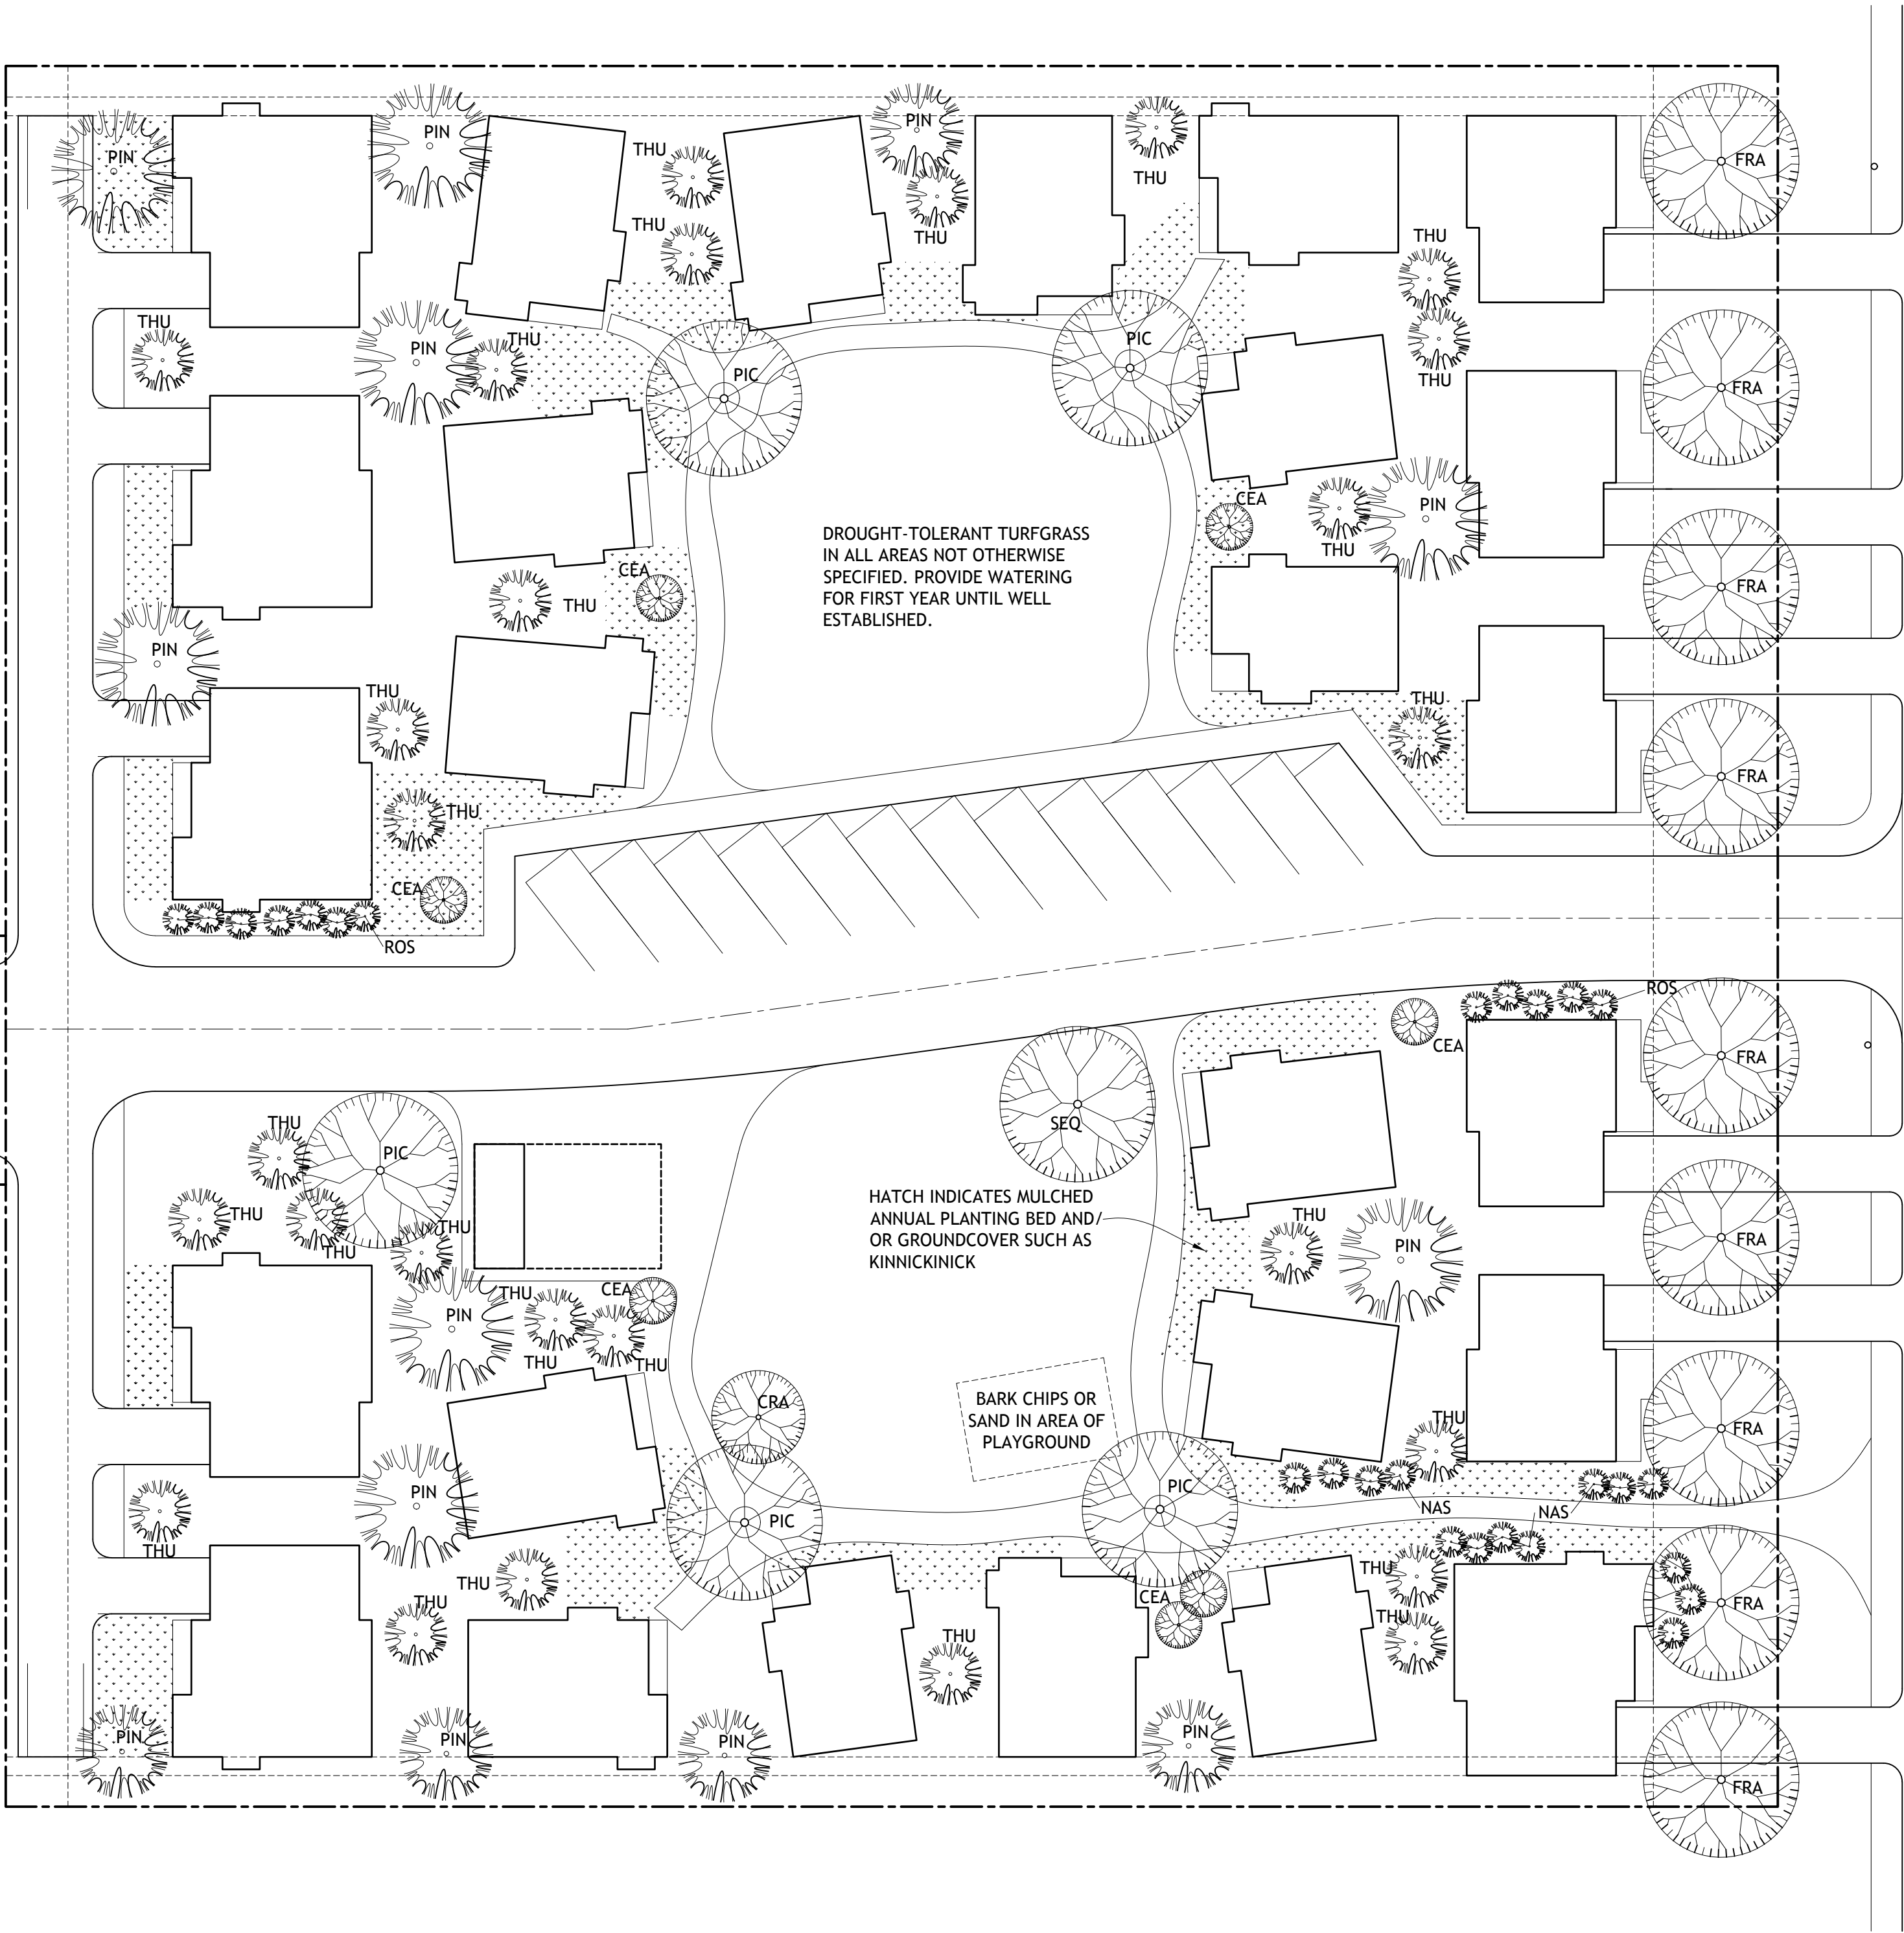 PIN
PIN
PIN
THU
THU
THU
THU
FRA
THU
THU
THU
PIN
THU
PIC
PIC
THU
FRA
CEA
PIN
THU
DROUGHT-TOLERANT TURFGRASS
IN ALL AREAS NOT OTHERWISE
SPECIFIED. PROVIDE WATERING
FOR FIRST YEAR UNTIL WELL
ESTABLISHED.
CEA
THU
FRA
PIN
THU
THU
FRA
THU
CEA
ROS
ROS
CEA
FRA
THU
PIC
SEQ
THU
THU
THU
HATCH INDICATES MULCHED
ANNUAL PLANTING BED AND/
OR GROUNDCOVER SUCH AS
KINNICKINICK
THU
PIN
FRA
PIN
THU
CEA
THU
THU
CRA
BARK CHIPS OR
SAND IN AREA OF
PLAYGROUND
THU
FRA
PIN
PIC
PIC
NAS
NAS
THU
THU
THU
THU
CEA
THU
THU
FRA
PIN
PIN
PIN
PIN
FRA